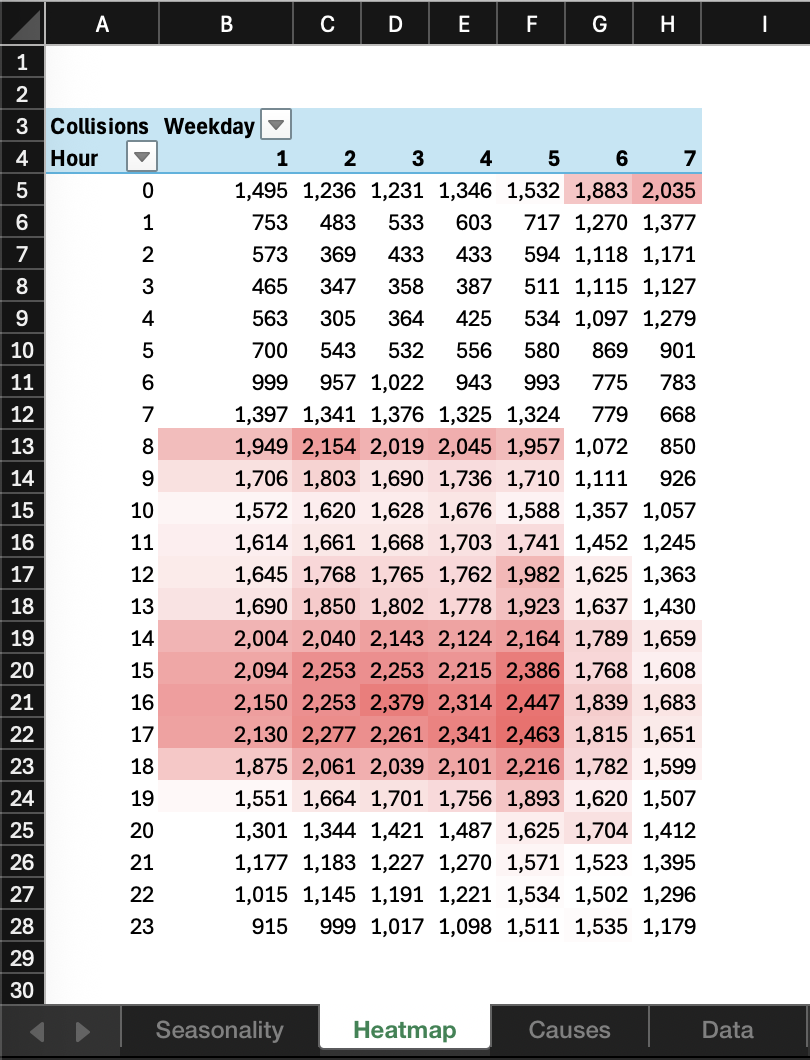 A B C D E F G H I
1
2
3 Collisions Weekday
4 Hour 1 2 3 4 5 6 7
5 0 1,495 1,236 1,231 1,346 1,532 1,883 2,035
6 1 753 483 533 603 717 1,270 1,377
7 2 573 369 433 433 594 1,118 1,171
8 3 465 347 358 387 511 1,115 1,127
9 4 563 305 364 425 534 1,097 1,279
10 5 700 543 532 556 580 869 901
11 6 999 957 1,022 943 993 775 783
12 7 1,397 1,341 1,376 1,325 1,324 779 668
13 8 1,949 2,154 2,019 2,045 1,957 1,072 850
14 9 1,706 1,803 1,690 1,736 1,710 1,111 926
15 10 1,572 1,620 1,628 1,676 1,588 1,357 1,057
16 11 1,614 1,661 1,668 1,703 1,741 1,452 1,245
17 12 1,645 1,768 1,765 1,762 1,982 1,625 1,363
18 13 1,690 1,850 1,802 1,778 1,923 1,637 1,430
19 14 2,004 2,040 2,143 2,124 2,164 1,789 1,659
20 15 2,094 2,253 2,253 2,215 2,386 1,768 1,608
21 16 2,150 2,253 2,379 2,314 2,447 1,839 1,683
22 17 2,130 2,277 2,261 2,341 2,463 1,815 1,651
23 18 1,875 2,061 2,039 2,101 2,216 1,782 1,599
24 19 1,551 1,664 1,701 1,756 1,893 1,620 1,507
25 20 1,301 1,344 1,421 1,487 1,625 1,704 1,412
26 21 1,177 1,183 1,227 1,270 1,571 1,523 1,395
27 22 1,015 1,145 1,191 1,221 1,534 1,502 1,296
28 23 915 999 1,017 1,098 1,511 1,535 1,179
29
30
Seasonality Heatmap Causes Data